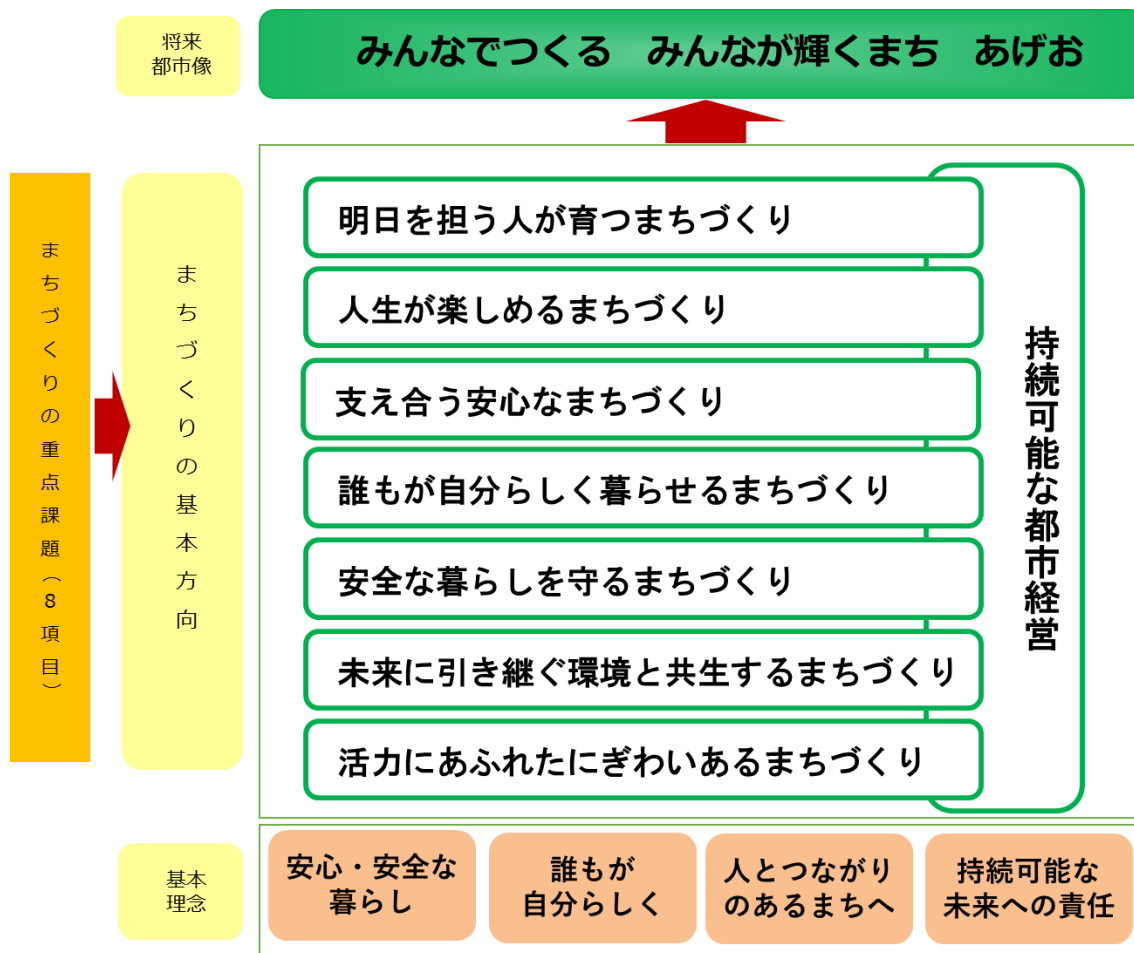 将来
都市像
みんなでつくる　みんなが輝くまち　あげお
まちづくりの重点課題（8項目）
まちづくりの基本方向
明日を担う人が育つまちづくり
人生が楽しめるまちづくり
支え合う安心なまちづくり
誰もが自分らしく暮らせるまちづくり
安全な暮らしを守るまちづくり
未来に引き継ぐ環境と共生するまちづくり
活力にあふれたにぎわいあるまちづくり
持続可能な都市経営
基本
理念
安心・安全な
暮らし
誰もが
自分らしく
人とつながり
のあるまちへ
持続可能な
未来への責任